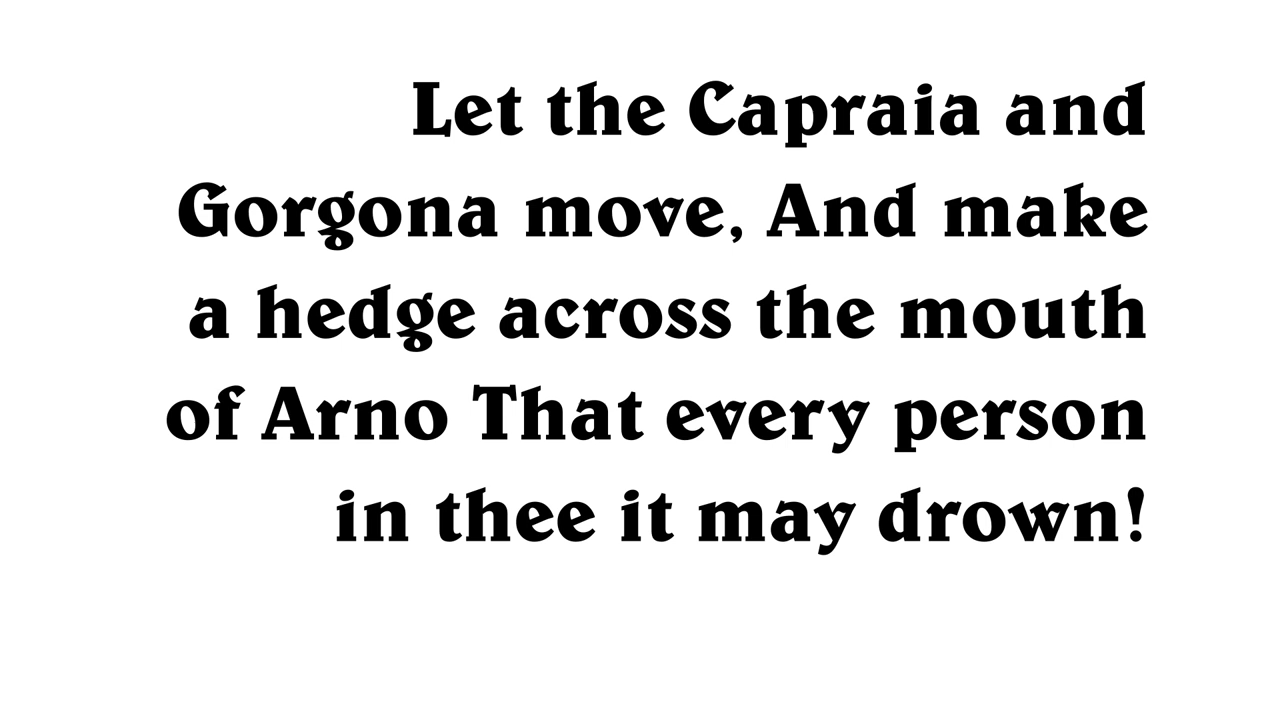 Let the Capraia and
Gorgona move, And make
a hedge across the mouth
of Arno That every person
in thee it may drown!